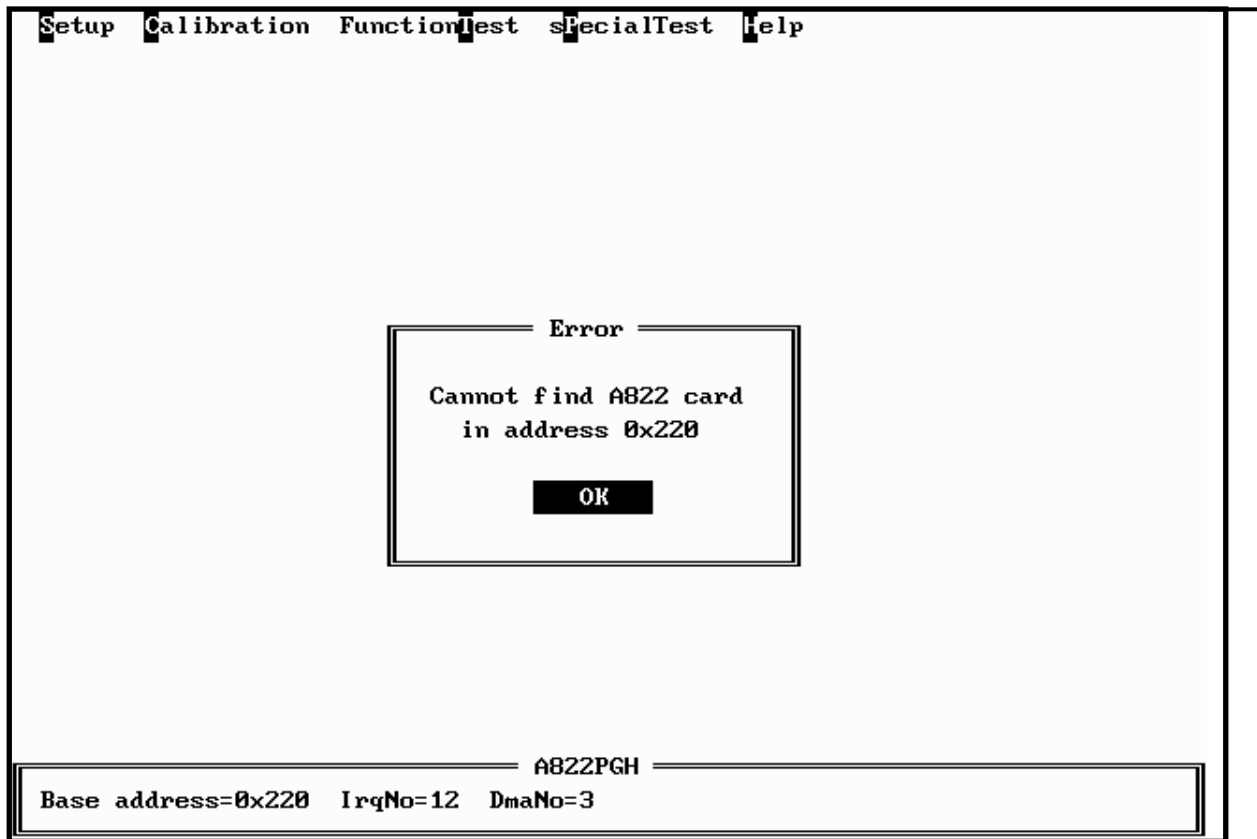 Setup Calibration FunctionTest sPecialTest Help
Error
Cannot find A822 card
in address 0x220
OK
A822PGH
Base address=0x220 IrqNo=12 DmaNo=3